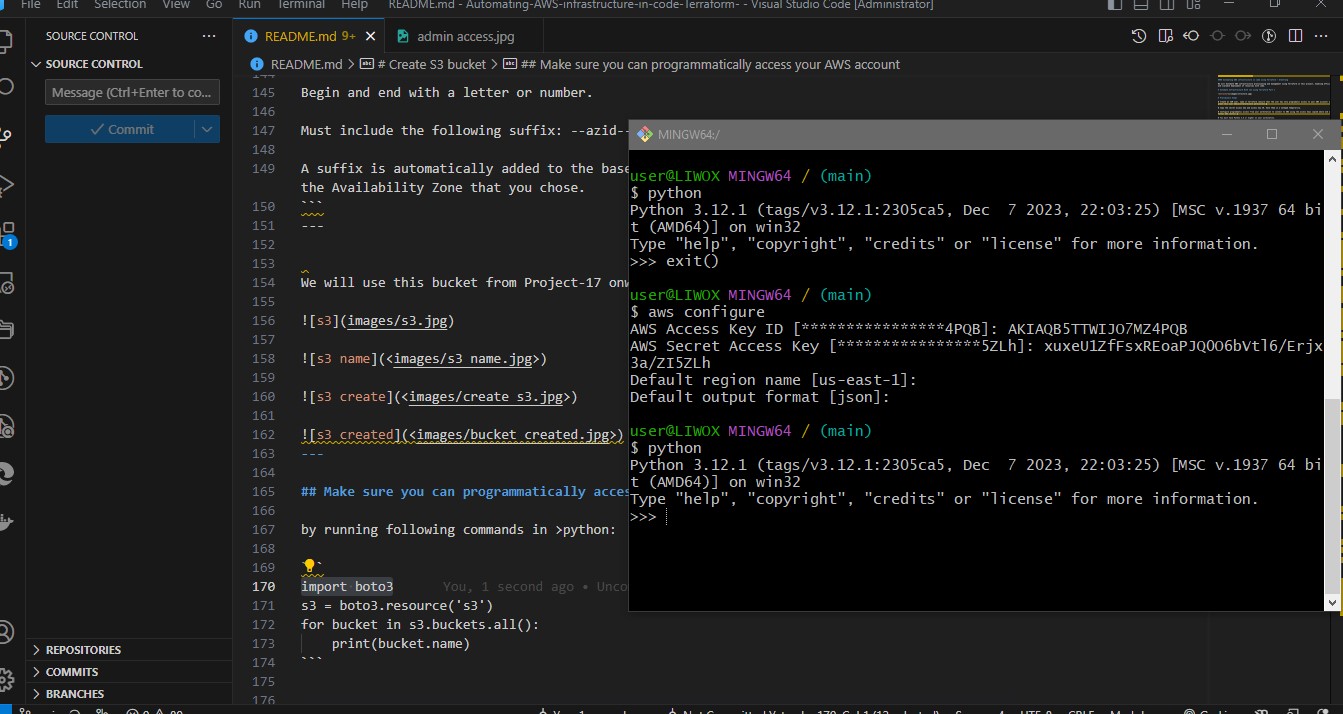 File Edit Selection View Go Run Terminal Help README.md - Automating-AWS-infrastructure-in-code-Terraform- - Visual Studio Code [Administrator]
SOURCE CONTROL ...
README.md 9+
admin access.jpg
SOURCE CONTROL
README.md > # Create S3 bucket > ## Make sure you can programmatically access your AWS account
Message (Ctrl+Enter to co...
Commit
1
145 Begin and end with a letter or number.
146
147 Must include the following suffix: --azid--
148
149 A suffix is automatically added to the base
the Availability Zone that you chose.
150 ```
151 ---
152
153
154 We will use this bucket from Project-17 onw
155
156 ![s3](images/s3.jpg)
157
158 ![s3 name](<images/s3 name.jpg>)
159
160 ![s3 create](<images/create s3.jpg>)
161
162 ![s3 created](<images/bucket created.jpg>)
163 ---
164
165 ## Make sure you can programmatically acces
166
167 by running following commands in >python:
168
169
170 import boto3 You, 1 second ago • Unco
171 s3 = boto3.resource('s3')
172 for bucket in s3.buckets.all():
173 print(bucket.name)
174 ```
175
176
REPOSITORIES
COMMITS
BRANCHES
MINGW64:/
user@LIWOX MINGW64 / (main)
$ python
Python 3.12.1 (tags/v3.12.1:2305ca5, Dec 7 2023, 22:03:25) [MSC v.1937 64 bi
t (AMD64)] on win32
Type "help", "copyright", "credits" or "license" for more information.
>>> exit()
user@LIWOX MINGW64 / (main)
$ aws configure
AWS Access Key ID [****************4PQB]:
AWS Secret Access Key [****************5ZLh]:
Default region name [us-east-1]:
Default output format [json]:
user@LIWOX MINGW64 / (main)
$ python
Python 3.12.1 (tags/v3.12.1:2305ca5, Dec 7 2023, 22:03:25) [MSC v.1937 64 bi
t (AMD64)] on win32
Type "help", "copyright", "credits" or "license" for more information.
>>>